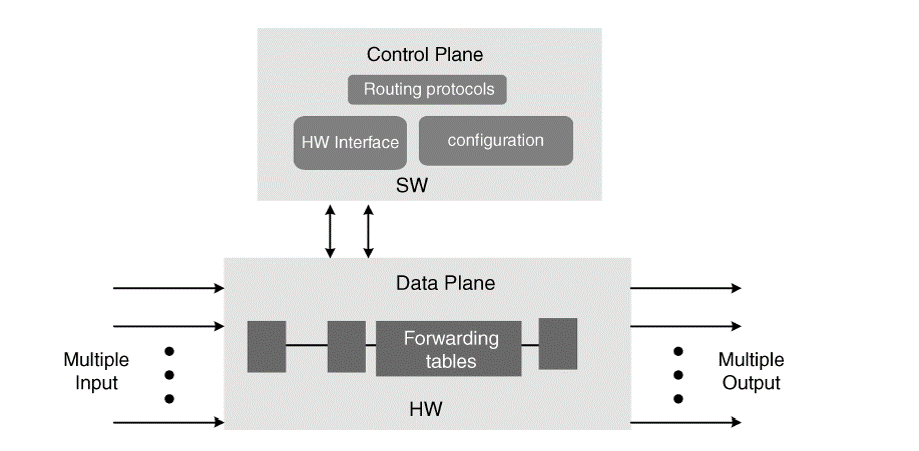 Control Plane
Routing protocols
HW Interface
configuration
SW
Data Plane
Forwarding
tables
HW
Multiple
Input
Multiple
Output